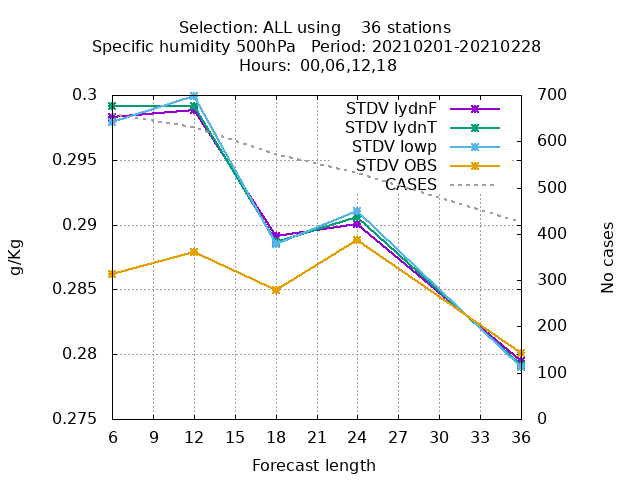 Selection: ALL using    36 stations
Specific humidity 500hPa   Period: 20210201-20210228
Hours: 00,06,12,18
0.3
0.295
0.29
0.285
0.28
0.275
g/Kg
STDV lydnF
STDV lydnT
STDV lowp
STDV OBS
CASES
700
600
500
400
300
200
100
0
No cases
6 9 12 15 18 21 24 27 30 33 36
Forecast length